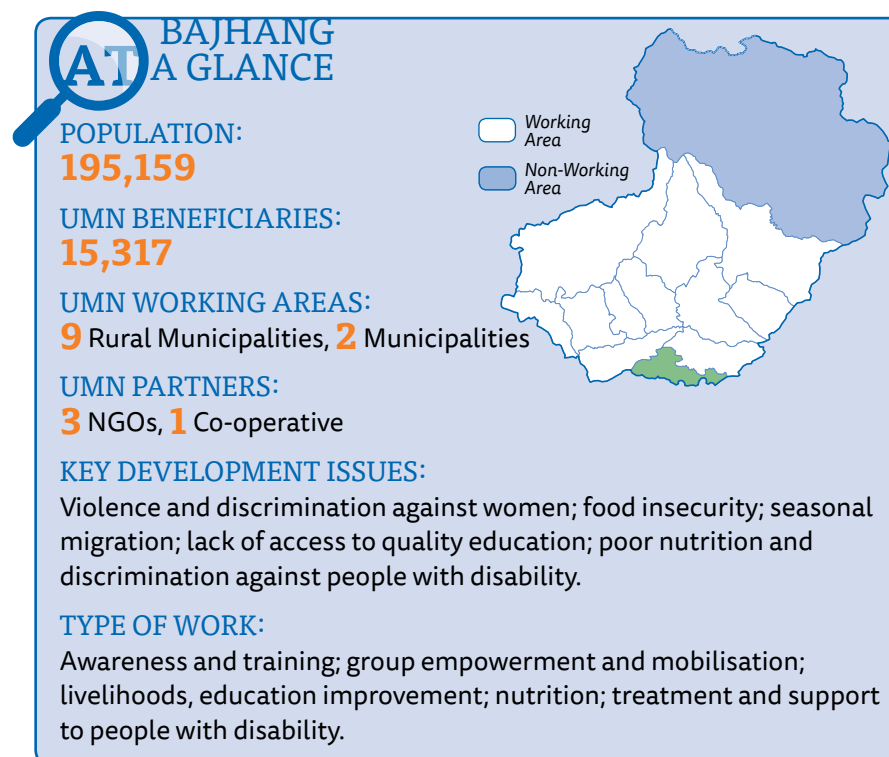 BAJHANG
AT A GLANCE
POPULATION:
195,159
UMN BENEFICIARIES:
15,317
UMN WORKING AREAS:
9 Rural Municipalities, 2 Municipalities
UMN PARTNERS:
3 NGOs, 1 Co-operative
Working
Area
Non-Working
Area
KEY DEVELOPMENT ISSUES:
Violence and discrimination against women; food insecurity; seasonal
migration; lack of access to quality education; poor nutrition and
discrimination against people with disability.
TYPE OF WORK:
Awareness and training; group empowerment and mobilisation;
livelihoods, education improvement; nutrition; treatment and support
to people with disability.